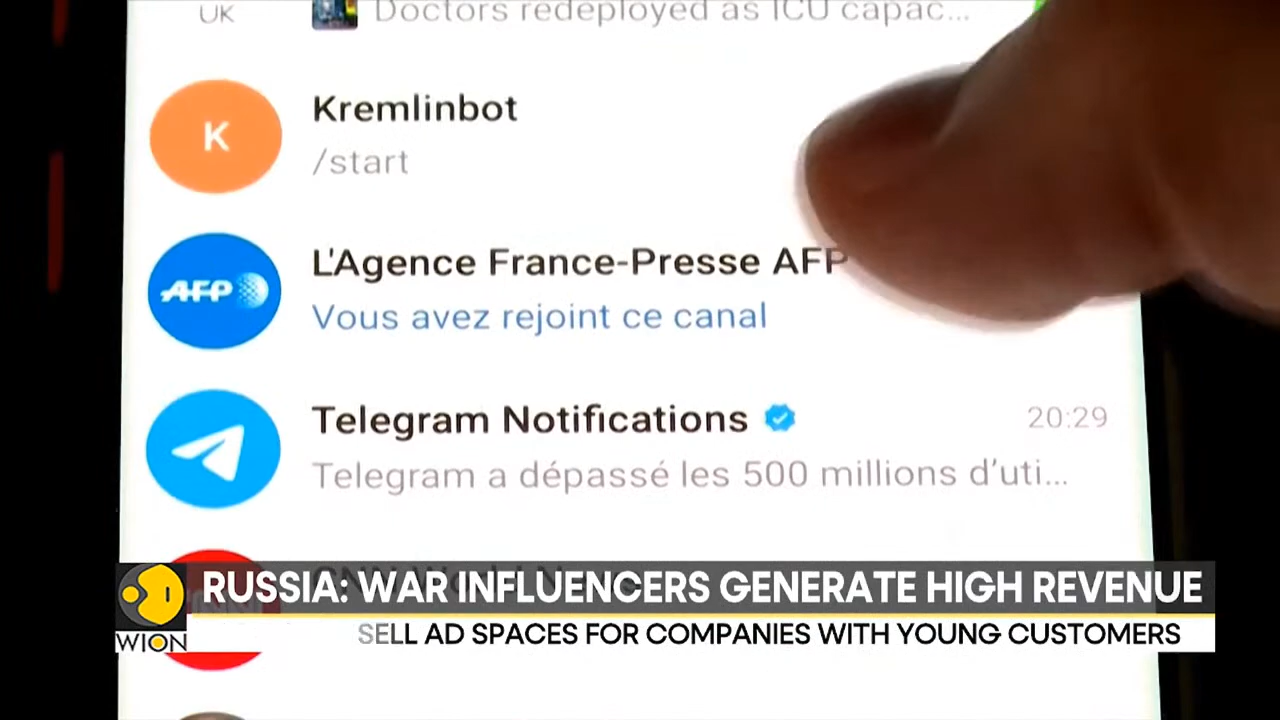 UK
Doctors redeployed as ICU capac...
K
Kremlinbot
/start
AFP
L'Agence France-Presse AFP
Vous avez rejoint ce canal
Telegram Notifications
20:29
Telegram a dépassé les 500 millions d'uti...
RUSSIA: WAR INFLUENCERS GENERATE HIGH REVENUE
WION
SELL AD SPACES FOR COMPANIES WITH YOUNG CUSTOMERS